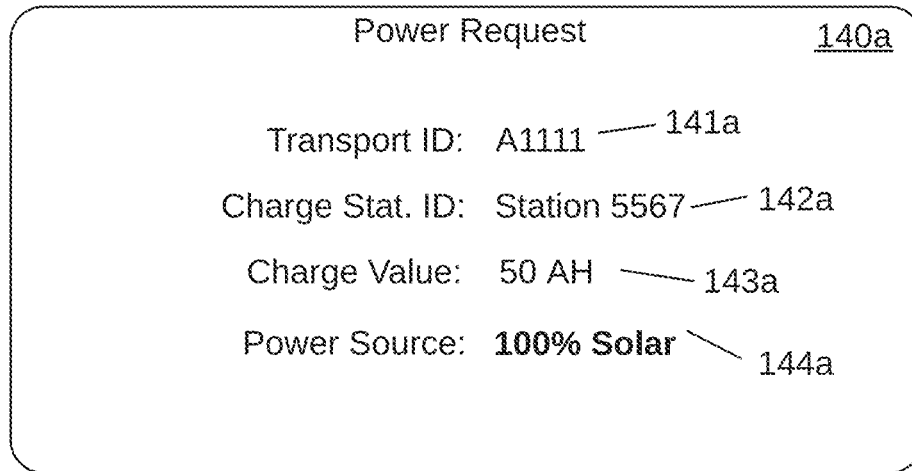 Power Request 140a
Transport ID: A1111 141a
Charge Stat. ID: Station 5567 142a
Charge Value: 50 AH 143a
Power Source: 100% Solar 144a